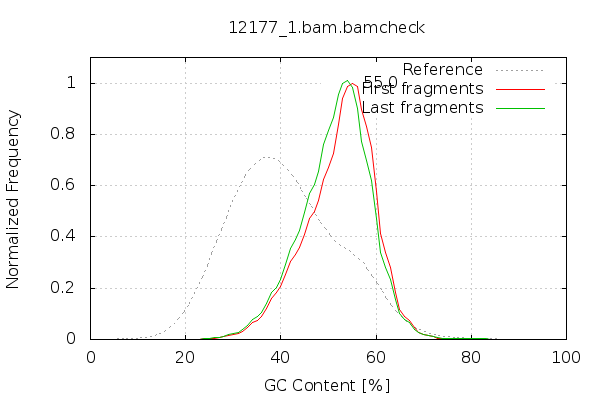 12177_1.bam.bamcheck
Normalized Frequency
1
0.8
0.6
0.4
0.2
0
55.0
Reference
First fragments
Last fragments
0 20 40 60 80 100
GC Content [%]